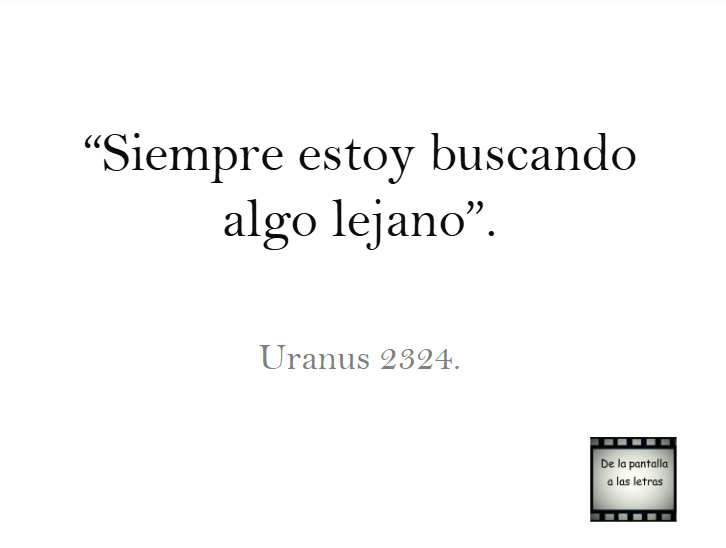 “Siempre estoy buscando
algo lejano”.
Uranus 2324.
De la pantalla
a las letras